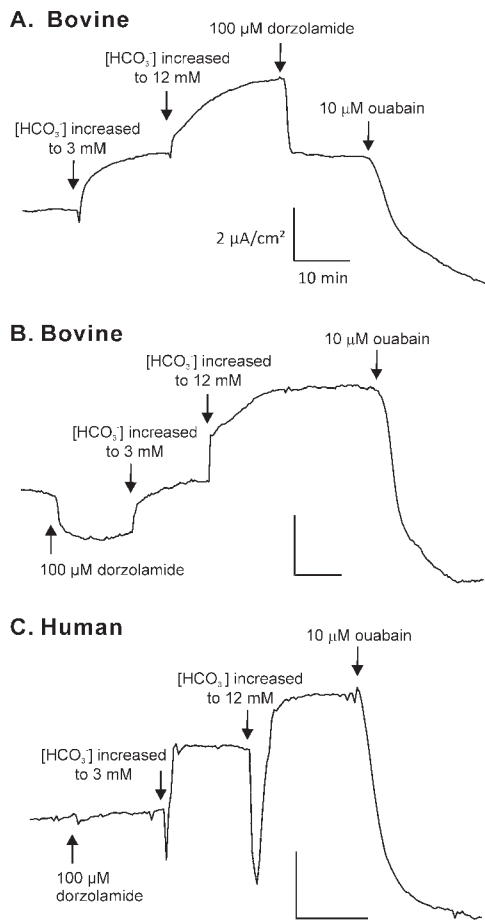 A. Bovine
100 µM dorzolamide
[HCO₃⁻] increased
to 12 mM
10 µM ouabain
[HCO₃⁻] increased
to 3 mM
2 µA/cm²
10 min
B. Bovine
10 µM ouabain
[HCO₃⁻] increased
to 12 mM
[HCO₃⁻] increased
to 3 mM
100 µM dorzolamide
C. Human
10 µM ouabain
[HCO₃⁻] increased
to 12 mM
[HCO₃⁻] increased
to 3 mM
100 µM
dorzolamide